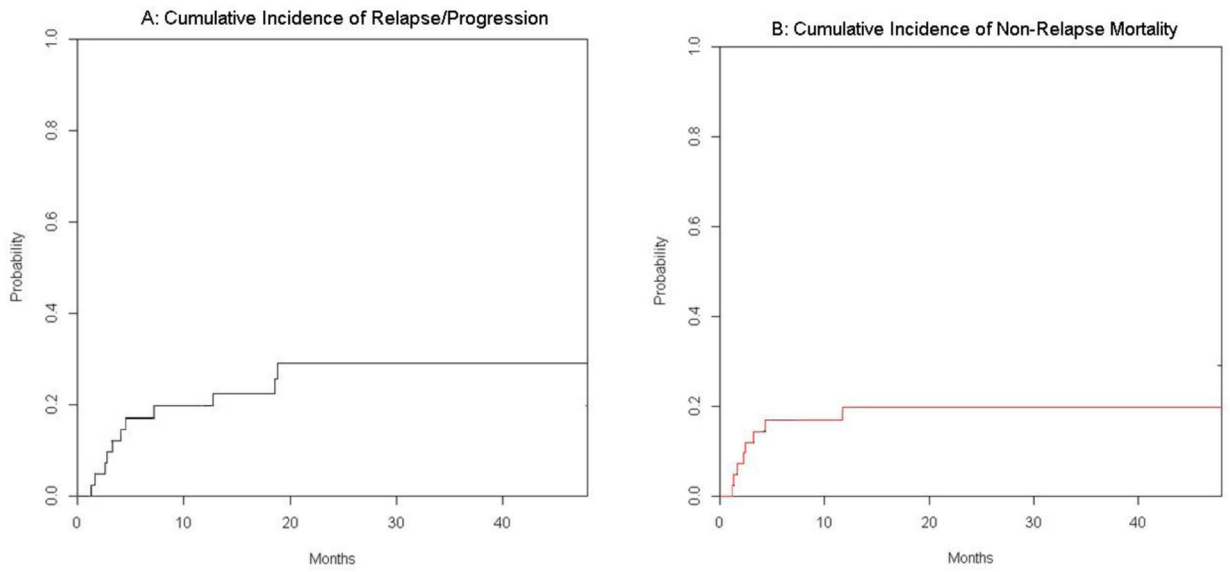 A: Cumulative Incidence of Relapse/Progression
1.0
0.8
0.6
0.4
0.2
0.0
Probability
0 10 20 30 40
Months
B: Cumulative Incidence of Non-Relapse Mortality
1.0
0.8
0.6
0.4
0.2
0.0
Probability
0 10 20 30 40
Months